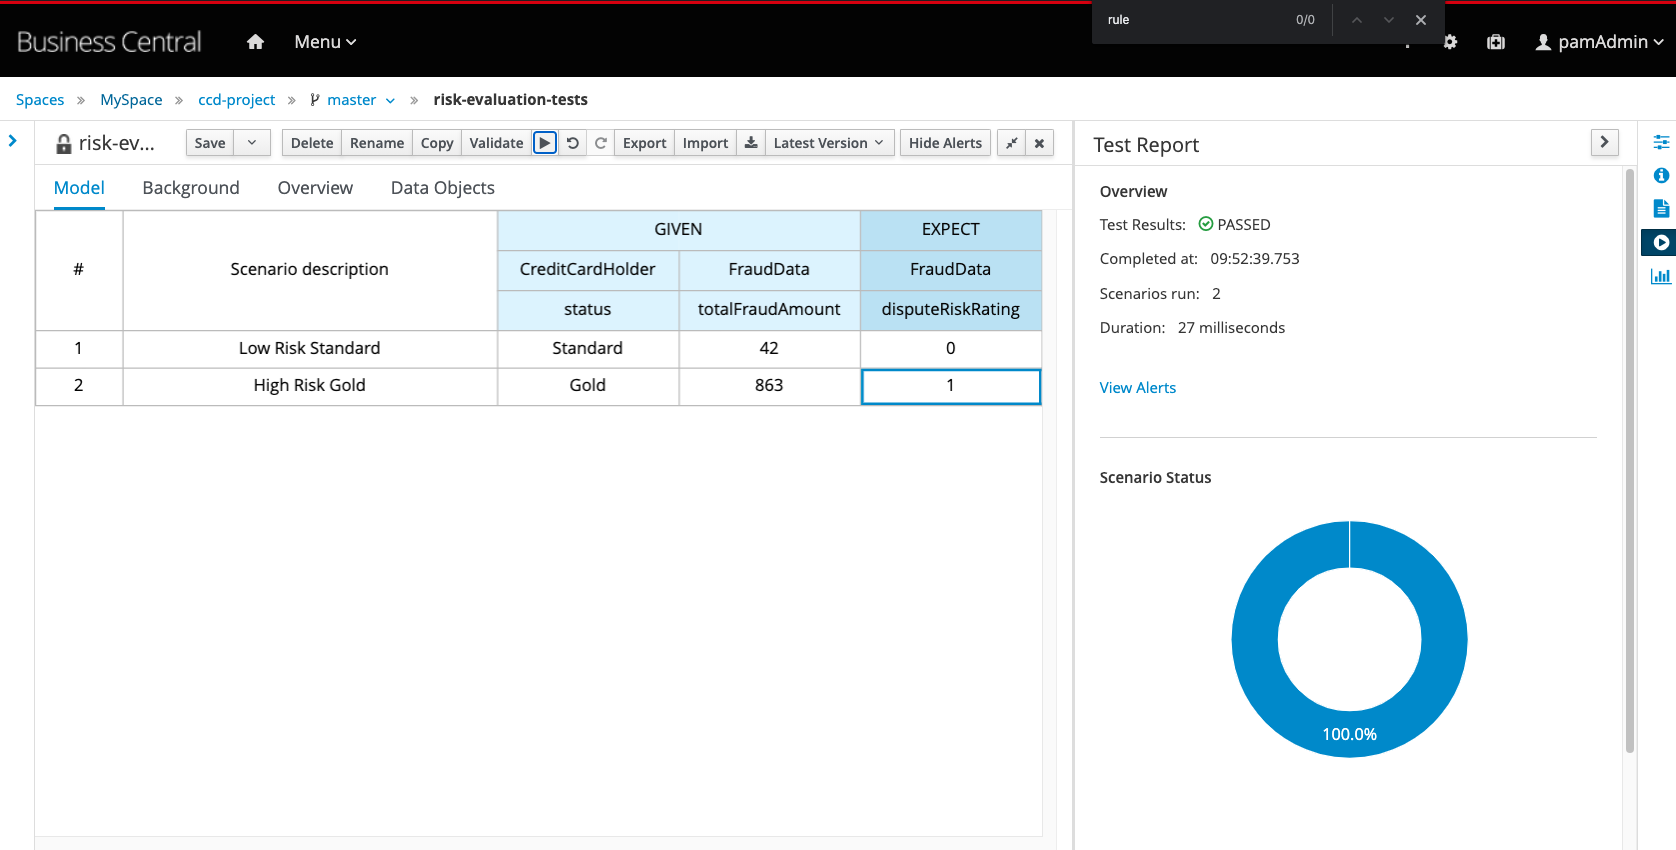 rule 0/0
Business Central Menu pamAdmin
Spaces » MySpace » ccd-project » master » risk-evaluation-tests
risk-ev... Save Delete Rename Copy Validate Export Import Latest Version Hide Alerts
Model Background Overview Data Objects
# Scenario description GIVEN EXPECT
CreditCardHolder FraudData FraudData
status totalFraudAmount disputeRiskRating
1 Low Risk Standard Standard 42 0
2 High Risk Gold Gold 863 1
Test Report
Overview
Test Results: PASSED
Completed at: 09:52:39.753
Scenarios run: 2
Duration: 27 milliseconds
View Alerts
Scenario Status
100.0%